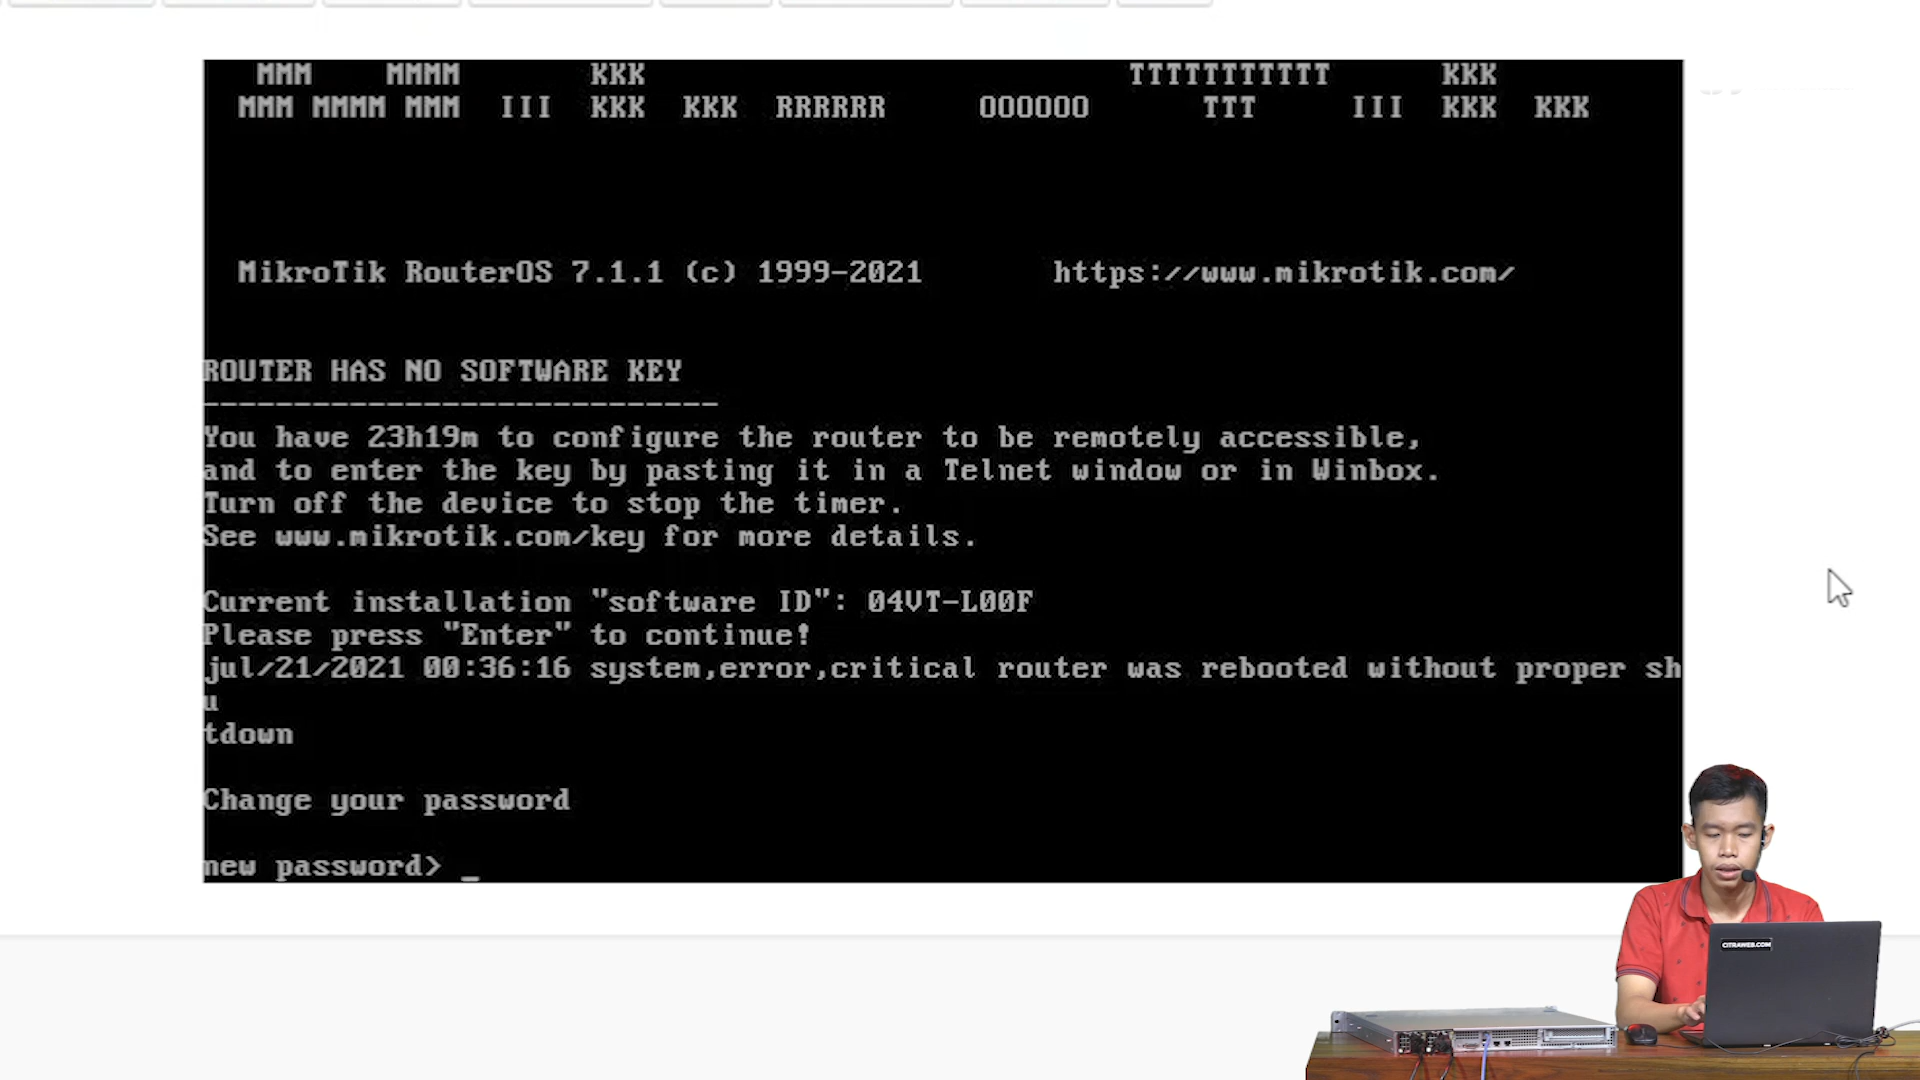 MMM MMMM KKK TTTTTTTTTTT KKK
MMM MMMM MMM III KKK KKK RRRRRR OOOOOO TTT III KKK KKK
MikroTik RouterOS 7.1.1 (c) 1999-2021 https://www.mikrotik.com/
ROUTER HAS NO SOFTWARE KEY
----------------------------
You have 23h19m to configure the router to be remotely accessible,
and to enter the key by pasting it in a Telnet window or in Winbox.
Turn off the device to stop the timer.
See www.mikrotik.com/key for more details.
Current installation "software ID": 04VT-L00F
Please press "Enter" to continue!
jul/21/2021 00:36:16 system,error,critical router was rebooted without proper sh
u
tdown
Change your password
new password> _
CITRAWEB.COM